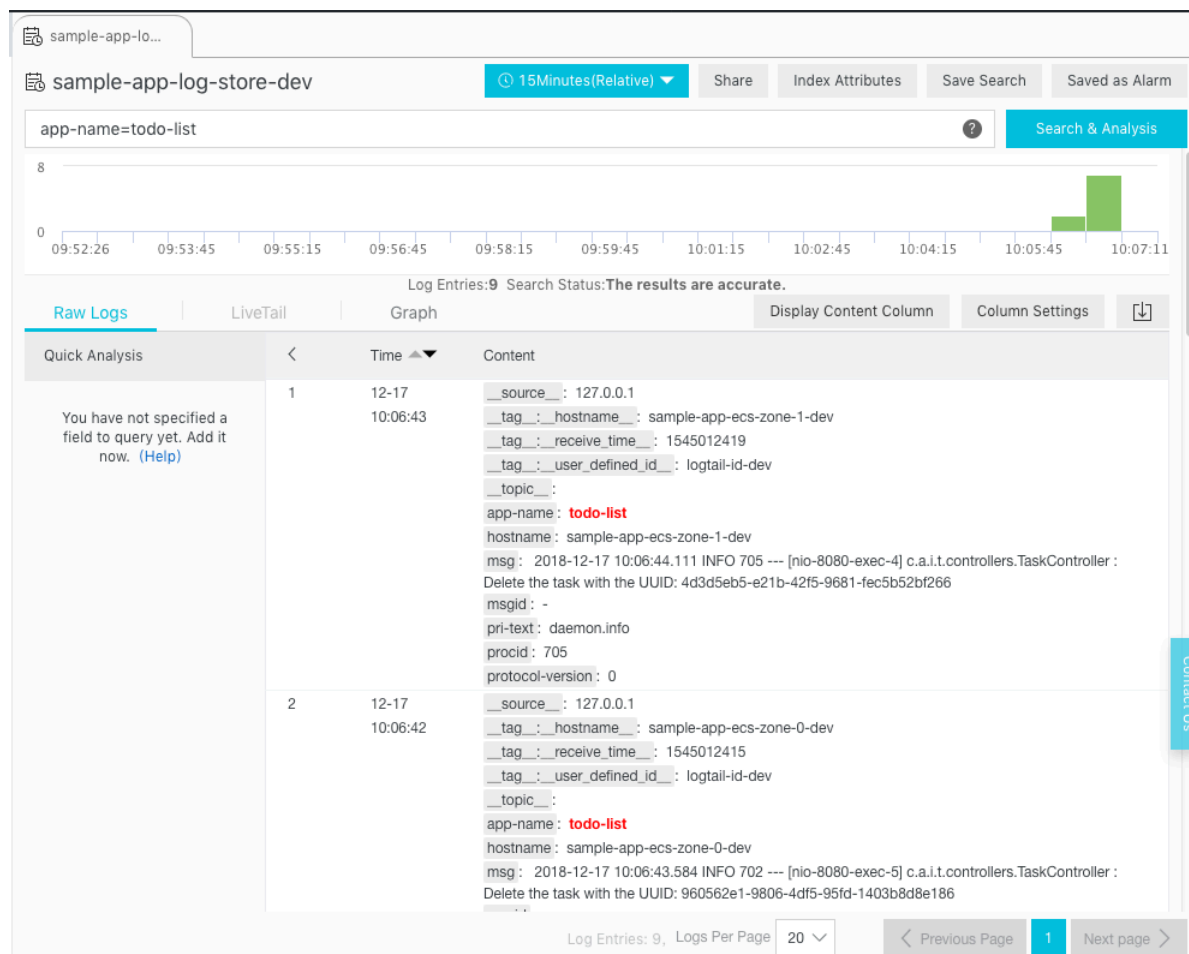 sample-app-lo...
sample-app-log-store-dev
15Minutes(Relative)
Share
Index Attributes
Save Search
Saved as Alarm
app-name=todo-list
?
Search & Analysis
8
0
09:52:26 09:53:45 09:55:15 09:56:45 09:58:15 09:59:45 10:01:15 10:02:45 10:04:15 10:05:45 10:07:11
Log Entries:9 Search Status:The results are accurate.
Raw Logs
LiveTail
Graph
Display Content Column
Column Settings
Quick Analysis
Time
Content
You have not specified a
field to query yet. Add it
now. (Help)
1
12-17
10:06:43
__source__: 127.0.0.1
__tag__:__hostname__: sample-app-ecs-zone-1-dev
__tag__:__receive_time__: 1545012419
__tag__:__user_defined_id__: logtail-id-dev
__topic__:
app-name: todo-list
hostname: sample-app-ecs-zone-1-dev
msg: 2018-12-17 10:06:44.111 INFO 705 --- [nio-8080-exec-4] c.a.i.t.controllers.TaskController :
Delete the task with the UUID: 4d3d5eb5-e21b-42f5-9681-fec5b52bf266
msgid: -
pri-text: daemon.info
procid: 705
protocol-version: 0
2
12-17
10:06:42
__source__: 127.0.0.1
__tag__:__hostname__: sample-app-ecs-zone-0-dev
__tag__:__receive_time__: 1545012415
__tag__:__user_defined_id__: logtail-id-dev
__topic__:
app-name: todo-list
hostname: sample-app-ecs-zone-0-dev
msg: 2018-12-17 10:06:43.584 INFO 702 --- [nio-8080-exec-5] c.a.i.t.controllers.TaskController :
Delete the task with the UUID: 960562e1-9806-4df5-95fd-1403b8d8e186
Contact Us
Log Entries: 9, Logs Per Page 20
Previous Page
1
Next page